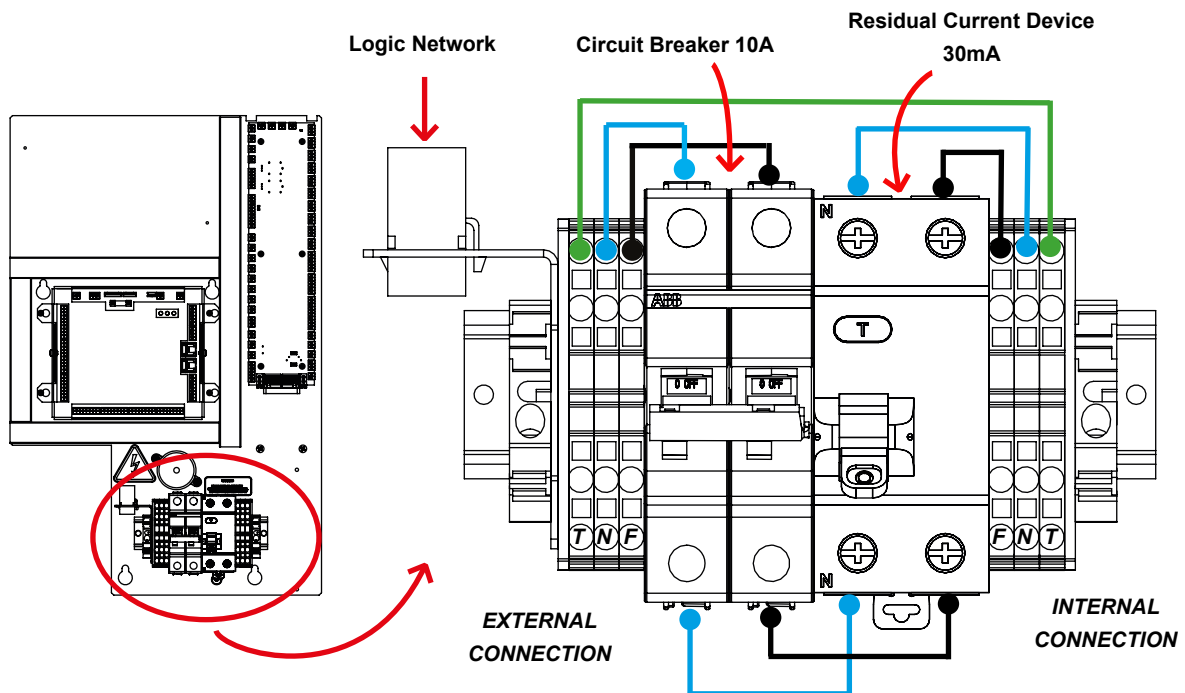 Logic Network
Circuit Breaker 10A
Residual Current Device
30mA
N
ABB
T
0 OFF
0 OFF
T N F
F N T
N
EXTERNAL
CONNECTION
INTERNAL
CONNECTION